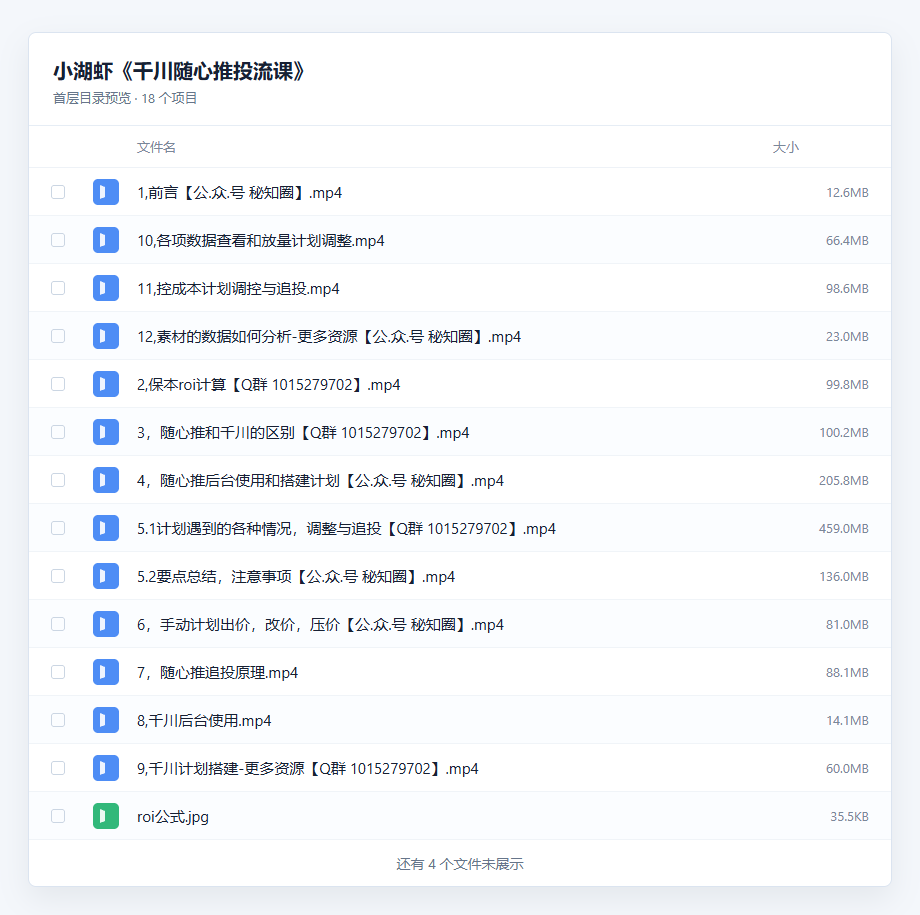 小湖虾《千川随心推投流课》
首层目录预览 · 18 个项目
文件名 大小
1,前言【公.众.号 秘知圈】.mp4 12.6MB
10,各项数据查看和放量计划调整.mp4 66.4MB
11,控成本计划调控与追投.mp4 98.6MB
12,素材的数据如何分析-更多资源【公.众.号 秘知圈】.mp4 23.0MB
2,保本roi计算【Q群 1015279702】.mp4 99.8MB
3，随心推和千川的区别【Q群 1015279702】.mp4 100.2MB
4，随心推后台使用和搭建计划【公.众.号 秘知圈】.mp4 205.8MB
5.1计划遇到的各种情况，调整与追投【Q群 1015279702】.mp4 459.0MB
5.2要点总结，注意事项【公.众.号 秘知圈】.mp4 136.0MB
6，手动计划出价，改价，压价【公.众.号 秘知圈】.mp4 81.0MB
7，随心推追投原理.mp4 88.1MB
8,千川后台使用.mp4 14.1MB
9,千川计划搭建-更多资源【Q群 1015279702】.mp4 60.0MB
roi公式.jpg 35.5KB
还有 4 个文件未展示